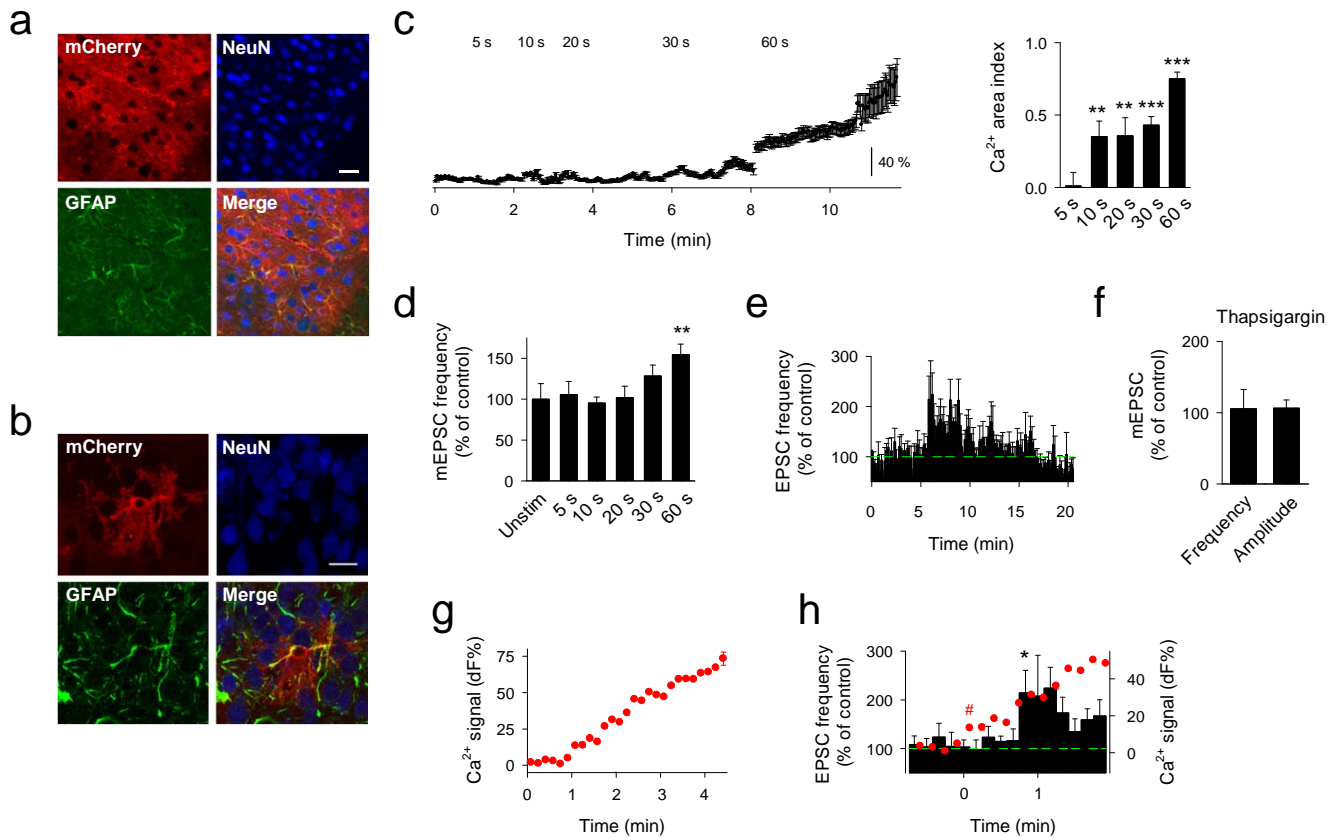 a
mCherry
NeuN
GFAP
Merge
b
mCherry
NeuN
GFAP
Merge
c
5 s 10 s 20 s 30 s 60 s
40 %
0 2 4 6 8 10
Time (min)
Ca2+ area index
1.0
0.5
0.0
** ** *** ***
5 s 10 s 20 s 30 s 60 s
d
mEPSC frequency
(% of control)
150
100
50
0
**
Unstim 5 s 10 s 20 s 30 s 60 s
e
EPSC frequency
(% of control)
300
200
100
0 5 10 15 20
Time (min)
f
Thapsigargin
mEPSC
(% of control)
200
100
0
Frequency Amplitude
g
Ca2+ signal (dF%)
75
50
25
0
0 1 2 3 4
Time (min)
h
EPSC frequency
(% of control)
300
200
100
#
*
40
20
0
Ca2+ signal (dF%)
0 1
Time (min)